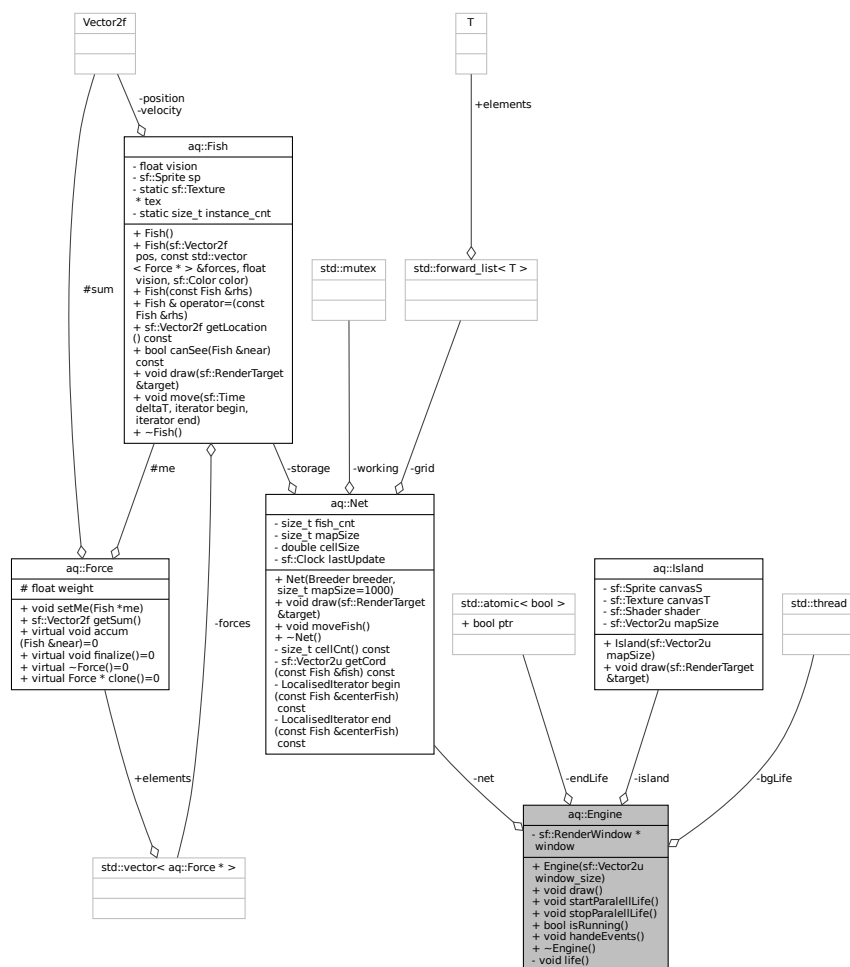 Vector2f
T
-position
-velocity
+elements
aq::Fish
- float vision
- sf::Sprite sp
- static sf::Texture
* tex
- static size_t instance_cnt
+ Fish()
+ Fish(sf::Vector2f
pos, const std::vector
< Force * > &forces, float
vision, sf::Color color)
+ Fish(const Fish &rhs)
+ Fish & operator=(const
Fish &rhs)
+ sf::Vector2f getLocation
() const
+ bool canSee(Fish &near)
const
+ void draw(sf::RenderTarget
&target)
+ void move(sf::Time
deltaT, iterator begin,
iterator end)
+ ~Fish()
std::mutex
std::forward_list< T >
#sum
#me
-storage
-working
-grid
aq::Net
- size_t fish_cnt
- size_t mapSize
- double cellSize
- sf::Clock lastUpdate
+ Net(Breeder breeder,
size_t mapSize=1000)
+ void draw(sf::RenderTarget
&target)
+ void moveFish()
+ ~Net()
- size_t cellCnt() const
- sf::Vector2u getCord
(const Fish &fish) const
- LocalisedIterator begin
(const Fish &centerFish)
const
- LocalisedIterator end
(const Fish &centerFish)
const
aq::Force
# float weight
+ void setMe(Fish *me)
+ sf::Vector2f getSum()
+ virtual void accum
(Fish &near)=0
+ virtual void finalize()=0
+ virtual ~Force()=0
+ virtual Force * clone()=0
-forces
std::atomic< bool >
+ bool ptr
aq::Island
- sf::Sprite canvasS
- sf::Texture canvasT
- sf::Shader shader
- sf::Vector2u mapSize
+ Island(sf::Vector2u
mapSize)
+ void draw(sf::RenderTarget
&target)
std::thread
+elements
-net
-endLife
-island
-bgLife
std::vector< aq::Force * >
aq::Engine
- sf::RenderWindow *
window
+ Engine(sf::Vector2u
window_size)
+ void draw()
+ void startParalellLife()
+ void stopParalellLife()
+ bool isRunning()
+ void handeEvents()
+ ~Engine()
- void life()